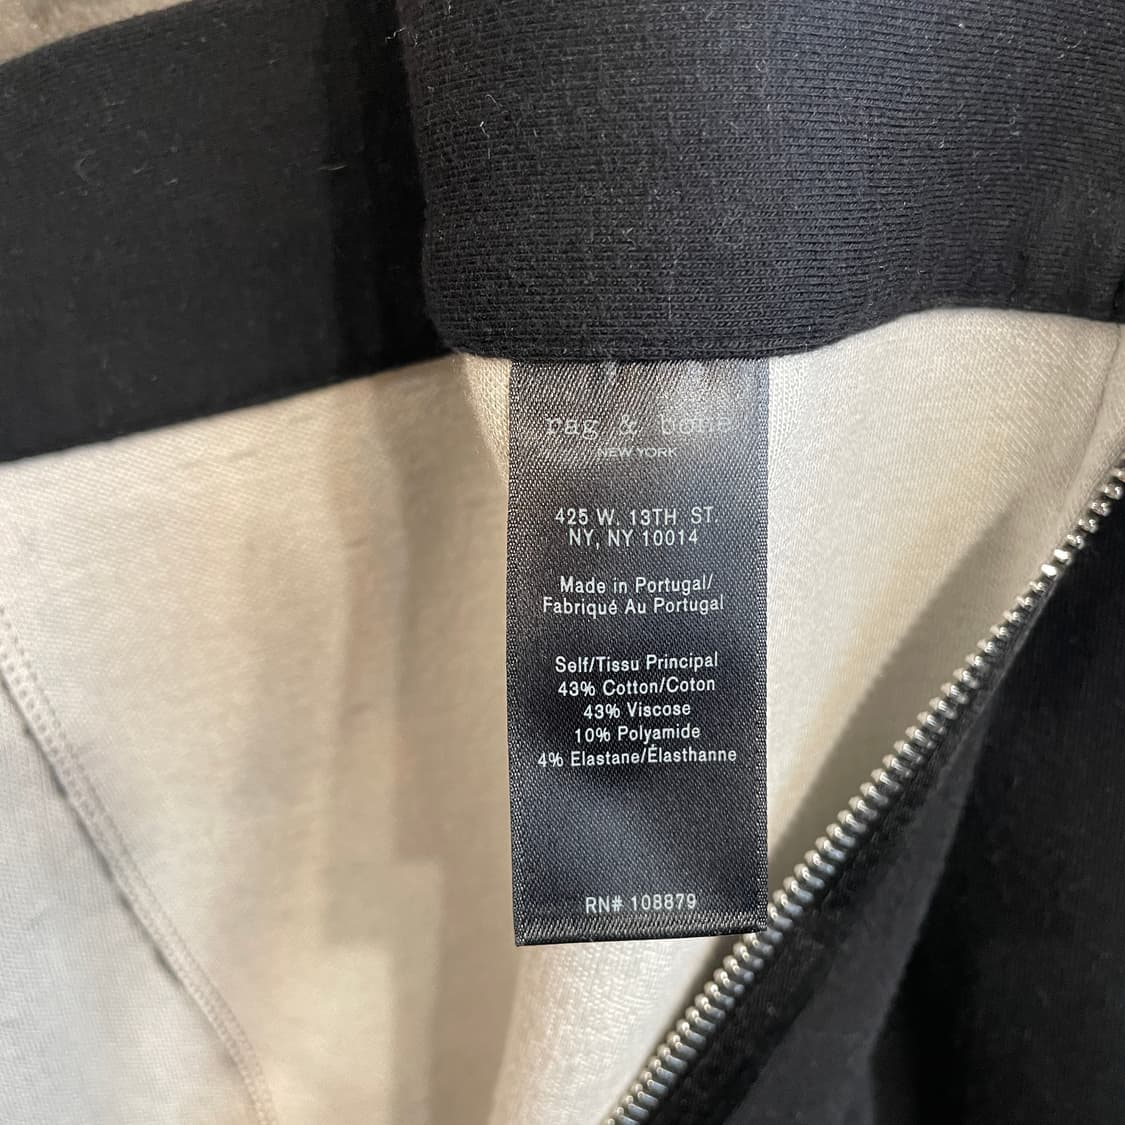 rag & bone
NEW YORK
425 W. 13TH ST.
NY, NY 10014
Made in Portugal/
Fabriqué Au Portugal
Self/Tissu Principal
43% Cotton/Coton
43% Viscose
10% Polyamide
4% Elastane/Élasthanne
RN# 108879